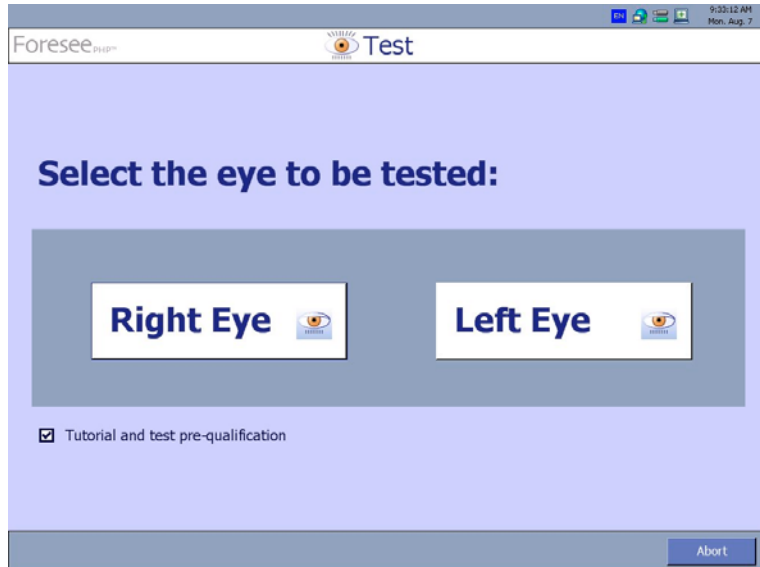 EN
9:33:12 AM
Mon. Aug. 7
Foresee PHP™
Test
Select the eye to be tested:
Right Eye
Left Eye
Tutorial and test pre-qualification
Abort